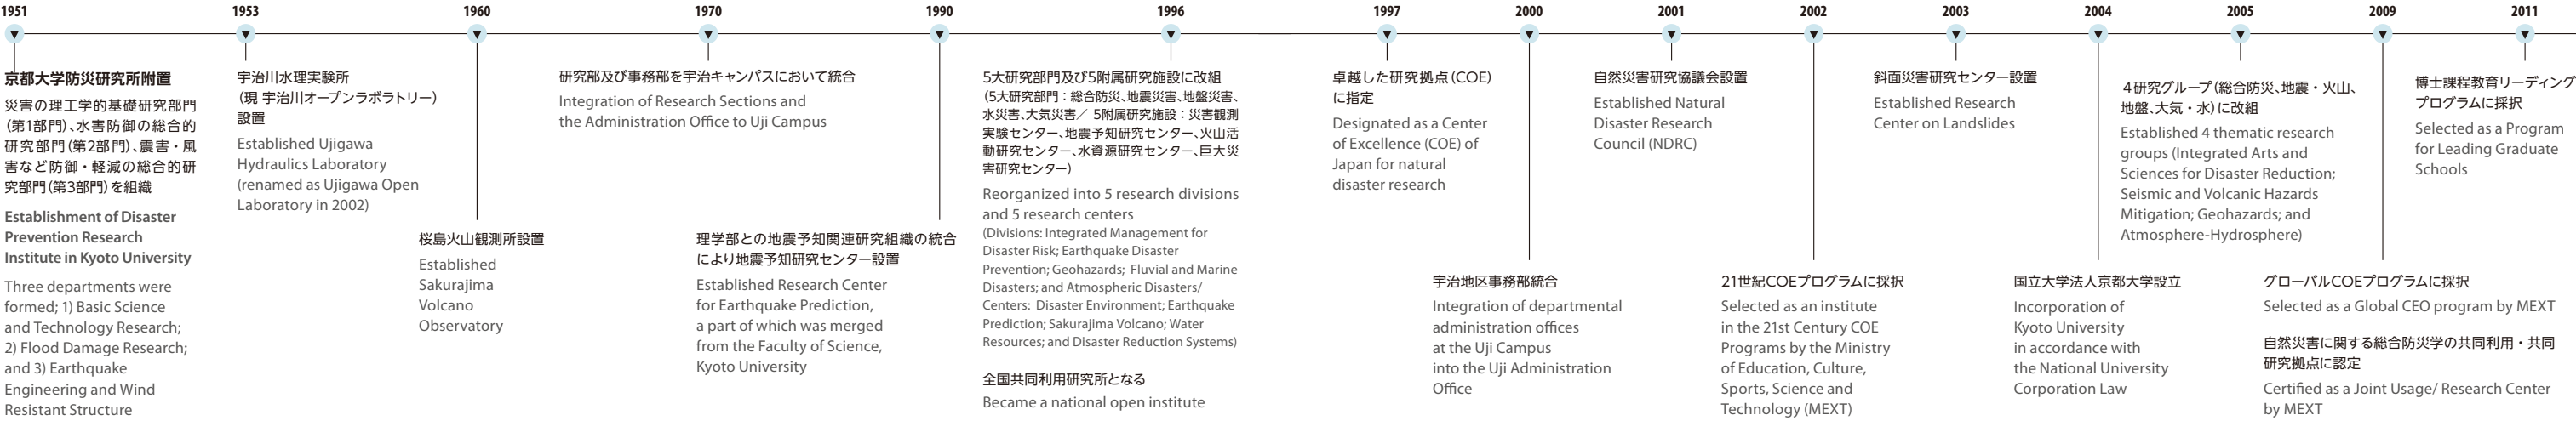 1951
京都大学防災研究所附置
災害の理工学的基礎研究部門
(第1部門)、水害防御の総合的
研究部門(第2部門)、震害・風
害など防御・軽減の総合的研
究部門(第3部門)を組織
Establishment of Disaster
Prevention Research
Institute in Kyoto University
Three departments were
formed; 1) Basic Science
and Technology Research;
2) Flood Damage Research;
and 3) Earthquake
Engineering and Wind
Resistant Structure
1953
宇治川水理実験所
(現 宇治川オープンラボラトリー)
設置
Established Ujigawa
Hydraulics Laboratory
(renamed as Ujigawa Open
Laboratory in 2002)
1960
桜島火山観測所設置
Established
Sakurajima
Volcano
Observatory
1970
研究部及び事務部を宇治キャンパスにおいて統合
Integration of Research Sections and
the Administration Office to Uji Campus
1990
理学部との地震予知関連研究組織の統合
により地震予知研究センター設置
Established Research Center
for Earthquake Prediction,
a part of which was merged
from the Faculty of Science,
Kyoto University
1996
5大研究部門及び5附属研究施設に改組
(5大研究部門:総合防災、地震災害、地盤災害、
水災害、大気災害/ 5附属研究施設:災害観測
実験センター、地震予知研究センター、火山活
動研究センター、水資源研究センター、巨大災
害研究センター)
Reorganized into 5 research divisions
and 5 research centers
(Divisions: Integrated Management for
Disaster Risk; Earthquake Disaster
Prevention; Geohazards; Fluvial and Marine
Disasters; and Atmospheric Disasters/
Centers: Disaster Environment; Earthquake
Prediction; Sakurajima Volcano; Water
Resources; and Disaster Reduction Systems)
全国共同利用研究所となる
Became a national open institute
1997
卓越した研究拠点(COE)
に指定
Designated as a Center
of Excellence (COE) of
Japan for natural
disaster research
2000
宇治地区事務部統合
Integration of departmental
administration offices
at the Uji Campus
into the Uji Administration
Office
2001
自然災害研究協議会設置
Established Natural
Disaster Research
Council (NDRC)
2002
21世紀COEプログラムに採択
Selected as an institute
in the 21st Century COE
Programs by the Ministry
of Education, Culture,
Sports, Science and
Technology (MEXT)
2003
斜面災害研究センター設置
Established Research
Center on Landslides
2004
国立大学法人京都大学設立
Incorporation of
Kyoto University
in accordance with
the National University
Corporation Law
2005
4研究グループ(総合防災、地震・火山、
地盤、大気・水)に改組
Established 4 thematic research
groups (Integrated Arts and
Sciences for Disaster Reduction;
Seismic and Volcanic Hazards
Mitigation; Geohazards; and
Atmosphere-Hydrosphere)
2009
グローバルCOEプログラムに採択
Selected as a Global CEO program by MEXT
自然災害に関する総合防災学の共同利用・共同
研究拠点に認定
Certified as a Joint Usage/ Research Center
by MEXT
2011
博士課程教育リーディング
プログラムに採択
Selected as a Program
for Leading Graduate
Schools